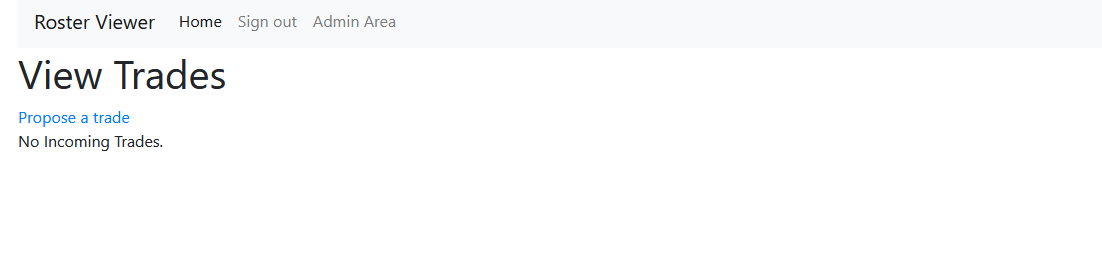 Roster Viewer Home Sign out Admin Area
View Trades
Propose a trade
No Incoming Trades.